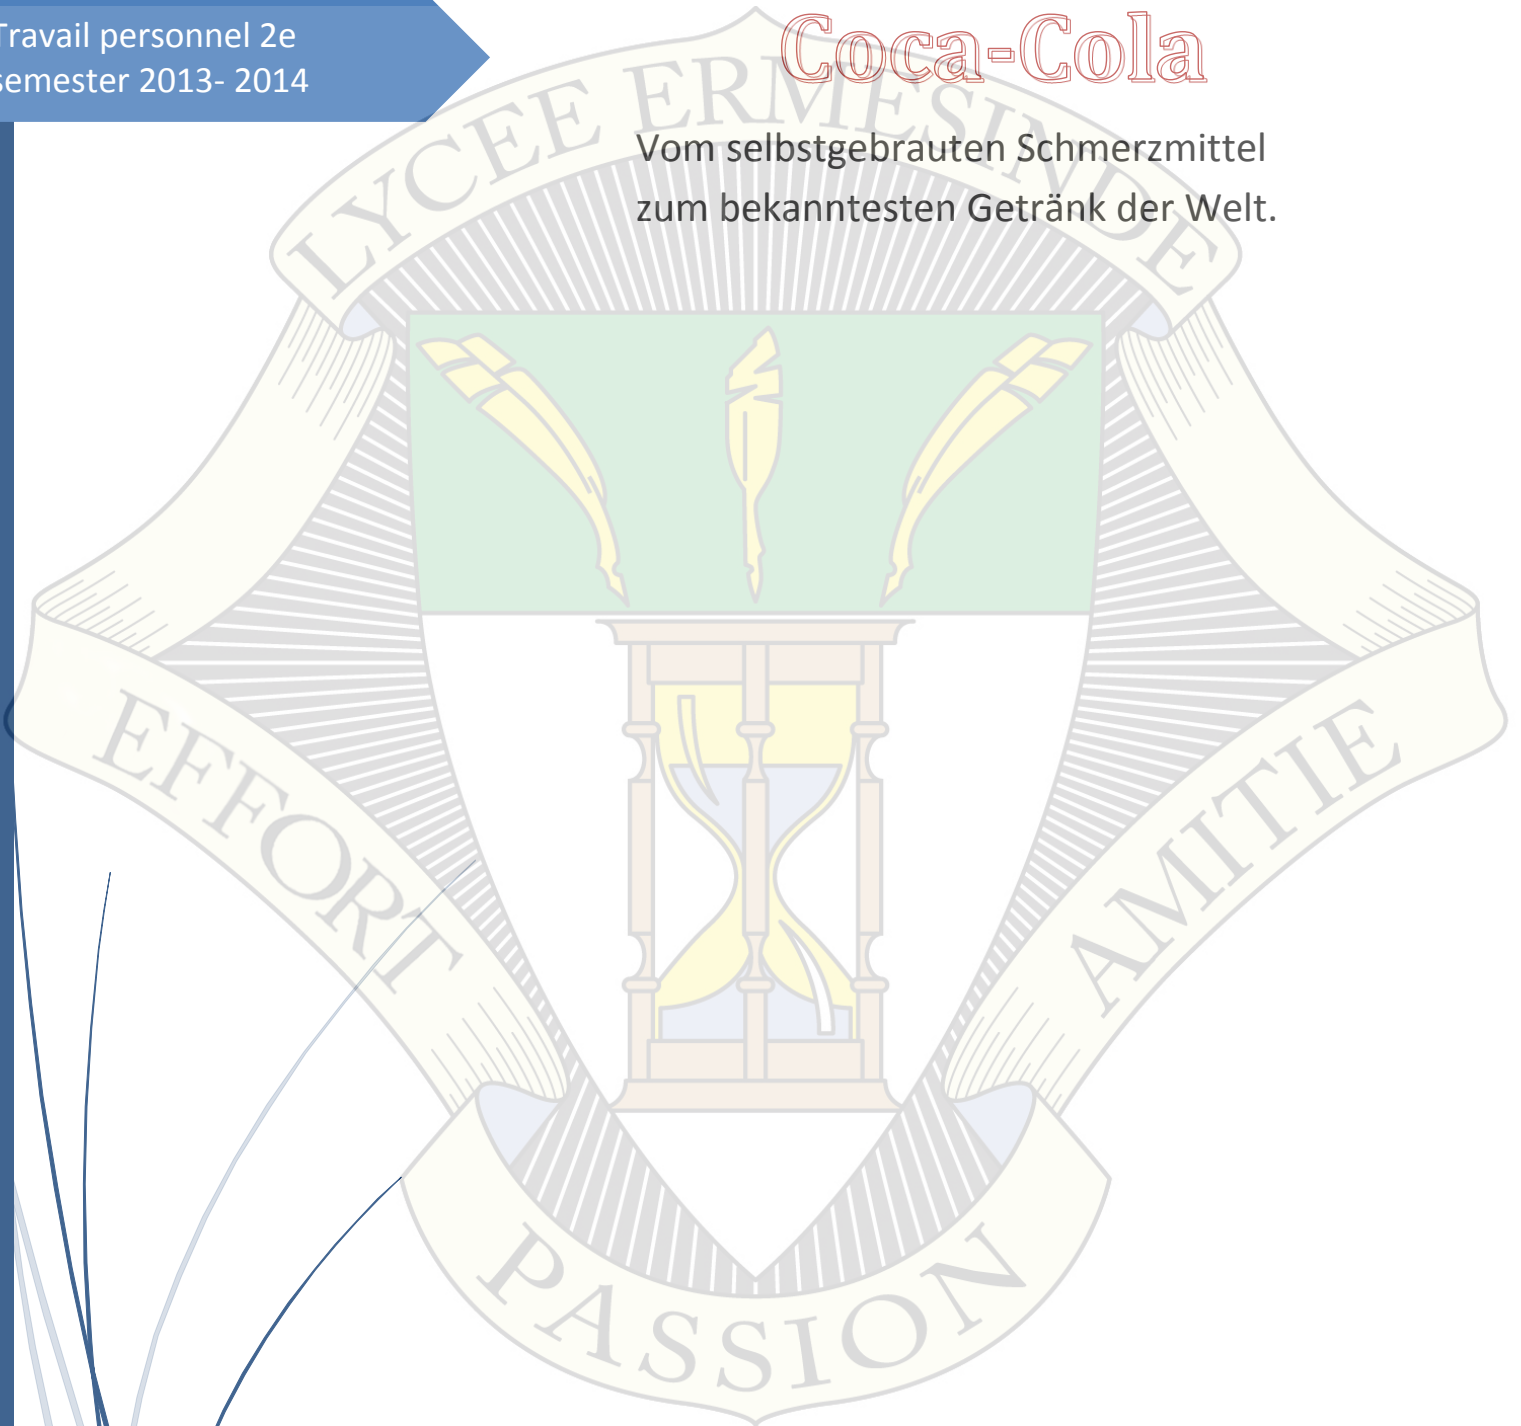 Travail personnel 2e
semester 2013- 2014
Coca-Cola
Vom selbstgebrauten Schmerzmittel
zum bekanntesten Getränk der Welt.
LYCEE ERMESINDE
EFFORT
AMITIE
PASSION